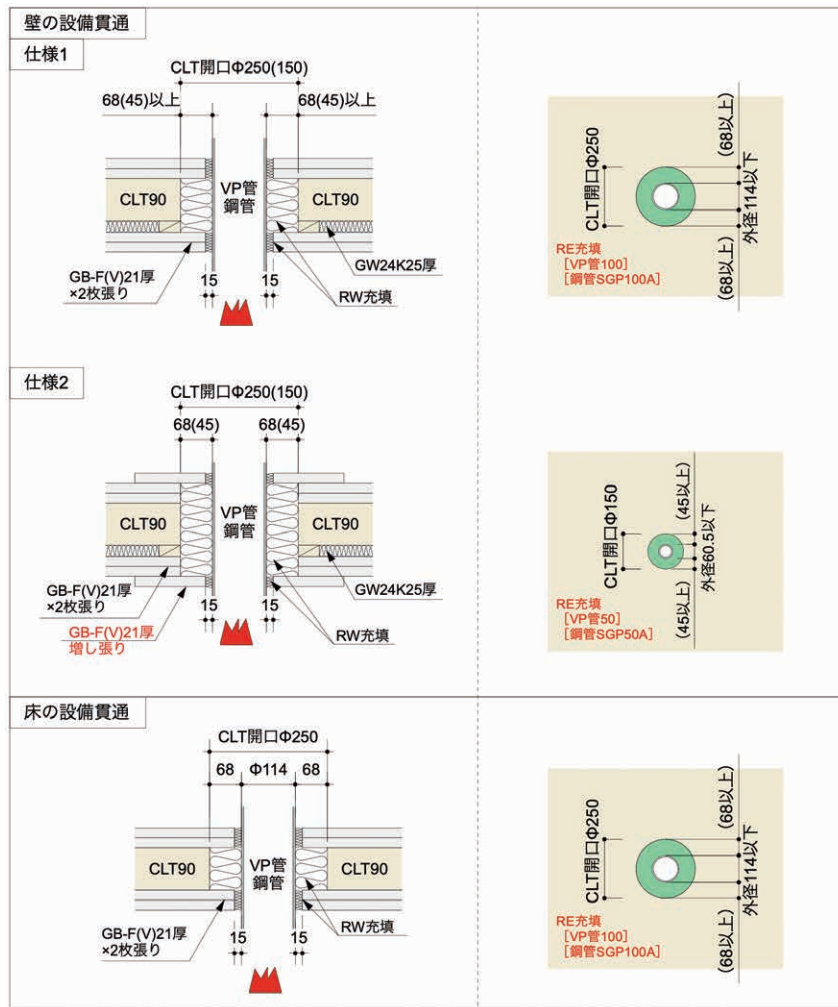 壁の設備貫通
仕様1
CLT開口Φ250(150)
68(45)以上
68(45)以上
VP管
鋼管
CLT90
CLT90
GB-F(V)21厚
×2枚張り
15
15
GW24K25厚
RW充填
CLT開口Φ250
(68以上)
外径114以下
(68以上)
RE充填
[VP管100]
[鋼管SGP100A]
仕様2
CLT開口Φ250(150)
68(45)
68(45)
VP管
鋼管
CLT90
CLT90
GB-F(V)21厚
×2枚張り
GB-F(V)21厚
増し張り
15
15
GW24K25厚
RW充填
CLT開口Φ150
(45以上)
外径60.5以下
(45以上)
RE充填
[VP管50]
[鋼管SGP50A]
床の設備貫通
CLT開口Φ250
68
Φ114
68
VP管
鋼管
CLT90
CLT90
GB-F(V)21厚
×2枚張り
15
15
RW充填
CLT開口Φ250
(68以上)
外径114以下
(68以上)
RE充填
[VP管100]
[鋼管SGP100A]